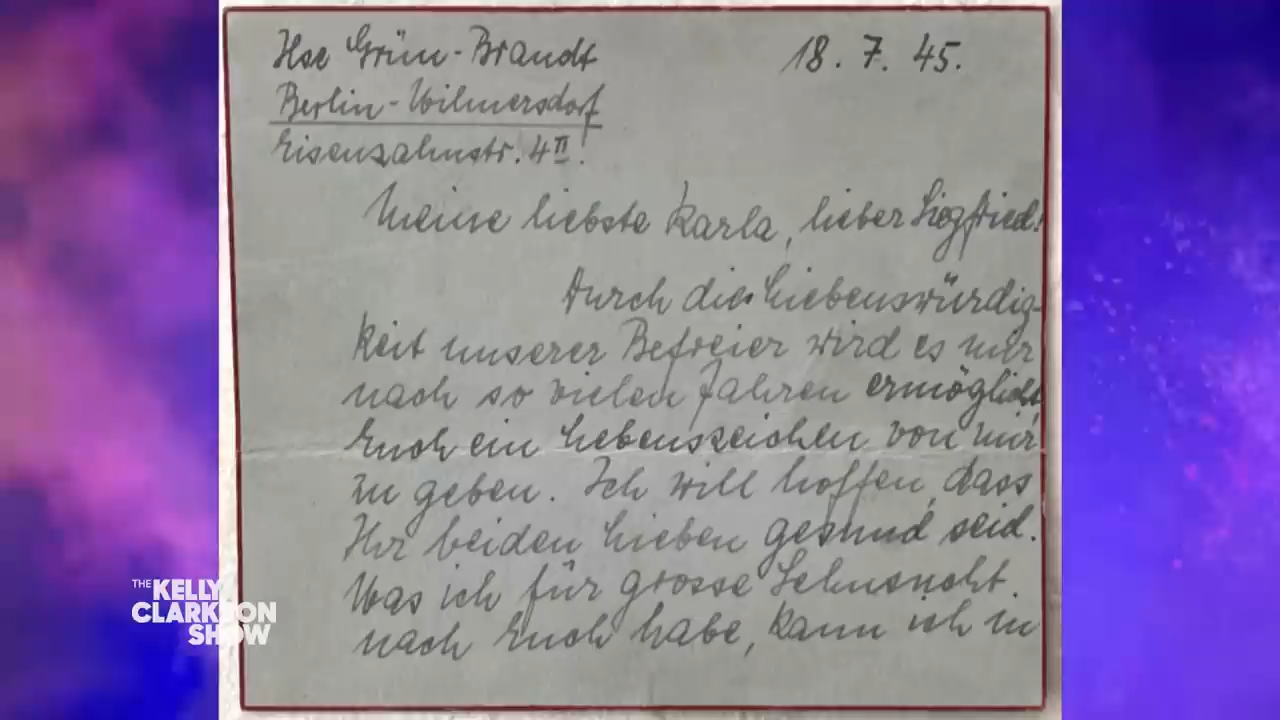 Ilse Grün-Brandt
18. 7. 45.
Berlin-Wilmersdorf
Eisenzahnstr. 4 II.
Meine liebste Karla, lieber Siegfried!
Durch die Liebenswürdig-
keit unserer Befreier wird es mir
nach so vielen Jahren ermöglicht,
Euch ein Lebenszeichen von mir
zu geben. Ich will hoffen, dass
Ihr beiden Lieben gesund seid.
Was ich für grosse Sehnsucht
nach Euch habe, kann ich in
THE
KELLY
CLARKSON
SHOW